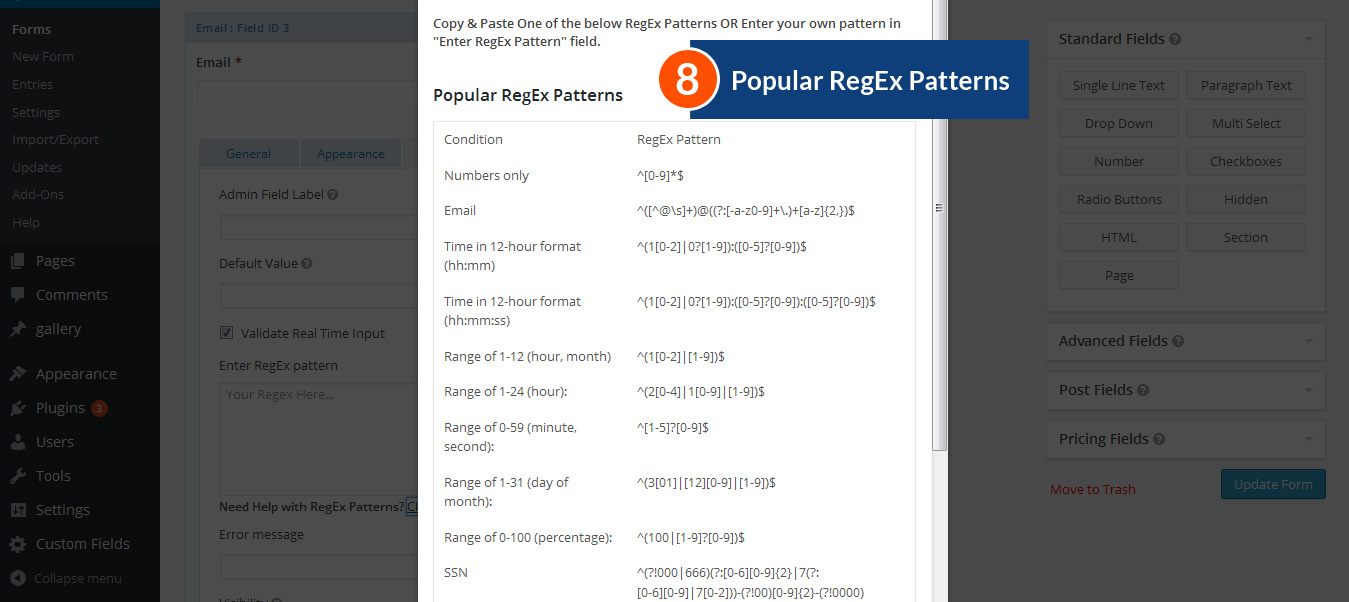 Forms
New Form
Entries
Settings
Import/Export
Updates
Add-Ons
Help
Pages
Comments
gallery
Appearance
Plugins 3
Users
Tools
Settings
Custom Fields
Collapse menu
Email : Field ID 3
Email *
General
Appearance
Admin Field Label ?
Default Value ?
Validate Real Time Input
Enter RegEx pattern
Your Regex Here...
Need Help with RegEx Patterns?
Error message
Visibility ?
Copy & Paste One of the below RegEx Patterns OR Enter your own pattern in
"Enter RegEx Pattern" field.
8 Popular RegEx Patterns
Popular RegEx Patterns
Condition RegEx Pattern
Numbers only ^[0-9]*$
Email ^([^@\s]+)@((?:[-a-z0-9]+\.)+[a-z]{2,})$
Time in 12-hour format ^(1[0-2]|0?[1-9]):([0-5]?[0-9])$
(hh:mm)
Time in 12-hour format ^(1[0-2]|0?[1-9]):([0-5]?[0-9]):([0-5]?[0-9])$
(hh:mm:ss)
Range of 1-12 (hour, month) ^(1[0-2]|[1-9])$
Range of 1-24 (hour): ^(2[0-4]|1[0-9]|[1-9])$
Range of 0-59 (minute, ^[1-5]?[0-9]$
second):
Range of 1-31 (day of ^(3[01]|[12][0-9]|[1-9])$
month):
Range of 0-100 (percentage): ^(100|[1-9]?[0-9])$
SSN ^(?!000|666)(?:[0-6][0-9]{2}|7(?:
[0-6][0-9]|7[0-2]))-(?!00)[0-9]{2}-(?!0000)
Standard Fields ?
Single Line Text Paragraph Text
Drop Down Multi Select
Number Checkboxes
Radio Buttons Hidden
HTML Section
Page
Advanced Fields ?
Post Fields ?
Pricing Fields ?
Move to Trash Update Form